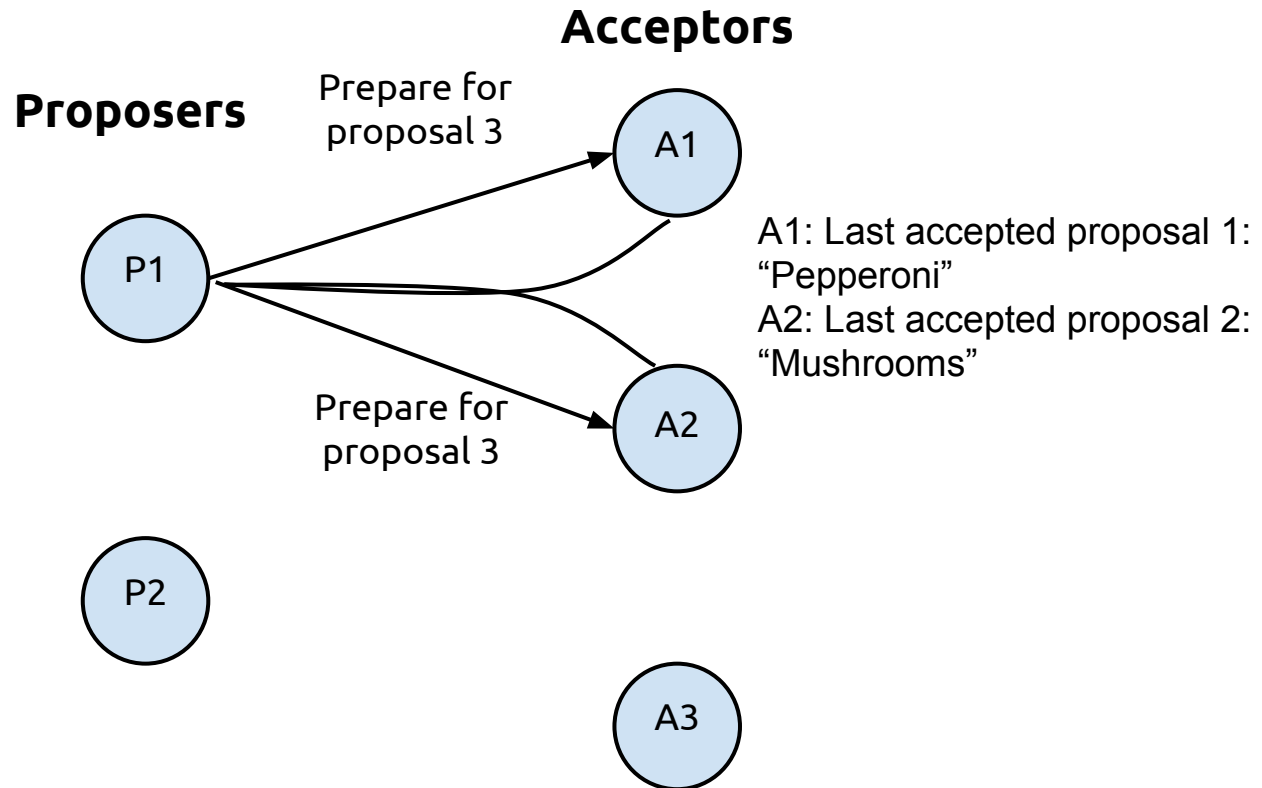 Acceptors
Proposers
Prepare for
proposal 3
A1
P1
A1: Last accepted proposal 1:
“Pepperoni”
A2: Last accepted proposal 2:
“Mushrooms”
Prepare for
proposal 3
A2
P2
A3